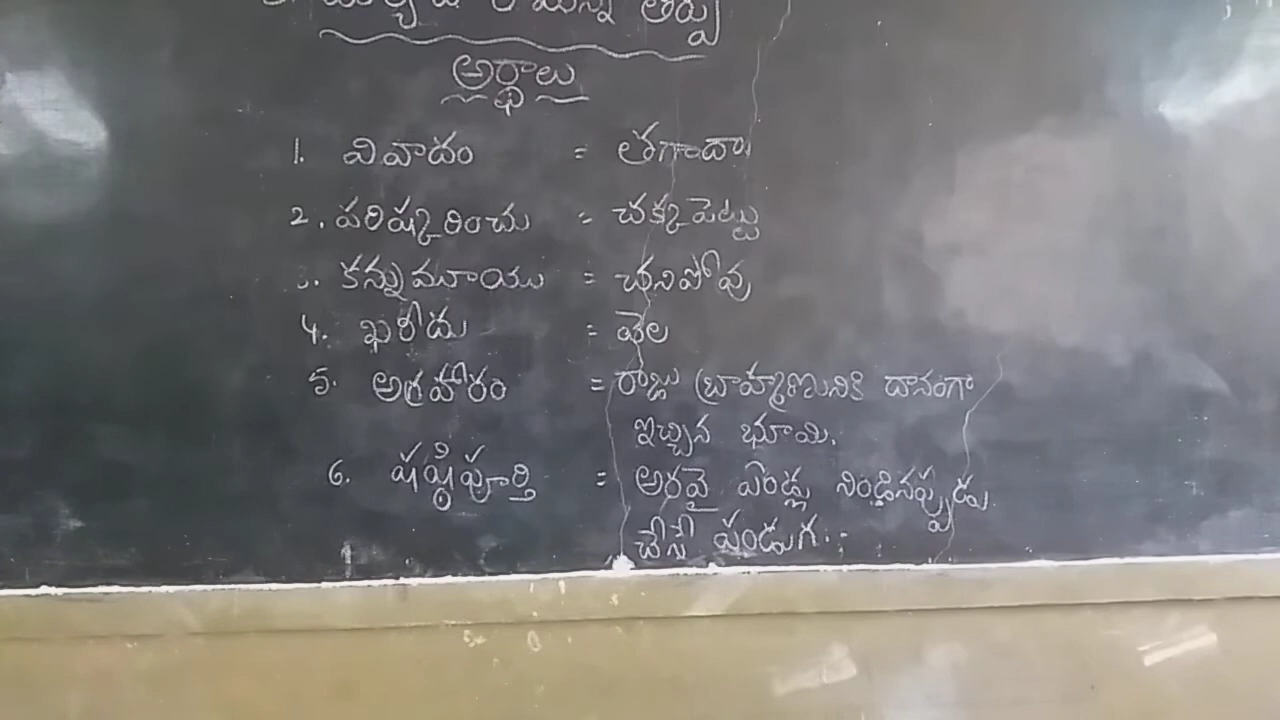 తీర్పు
అర్థాలు
1. వివాదం = తగాదా
2. పరిష్కరించు = చక్కపెట్టు
3. కన్నుమూయు = చనిపోవు
4. ఖరీదు = వెల
5. అగ్రహారం = రాజు బ్రాహ్మణునికి దానంగా
ఇచ్చిన భూమి.
6. షష్ఠిపూర్తి = అరవై ఏండ్లు నిండినప్పుడు
చేసే పండుగ.